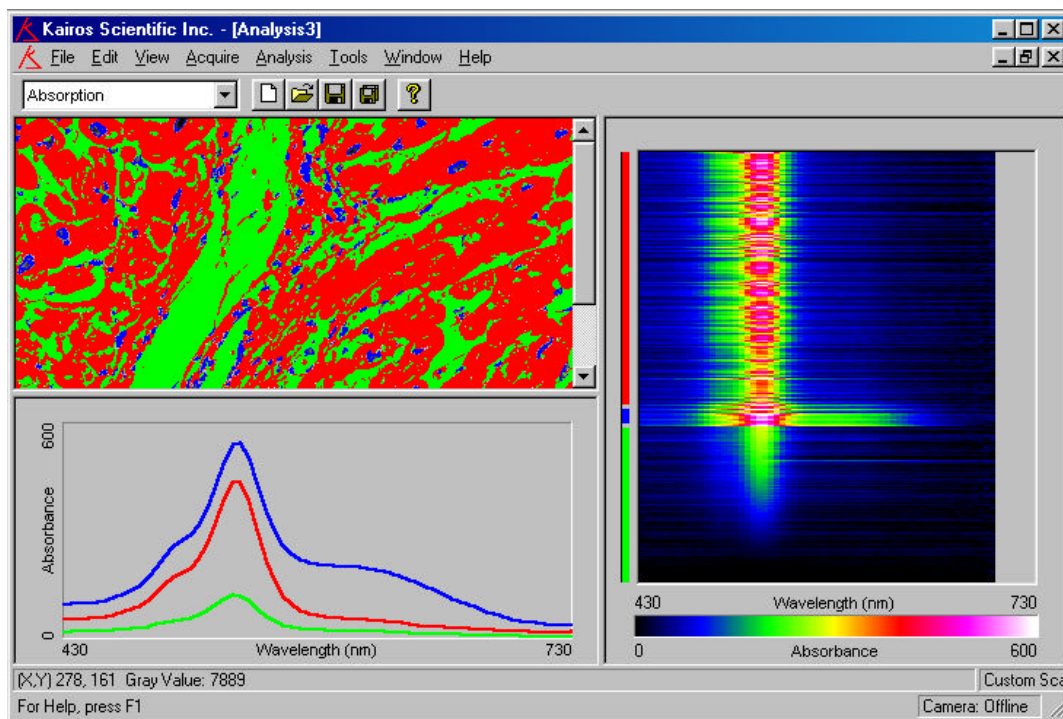 Kairos Scientific Inc. - [Analysis3]
File Edit View Acquire Analysis Tools Window Help
Absorption
600
Absorbance
0
430 Wavelength (nm) 730
430 Wavelength (nm) 730
0 Absorbance 600
(X,Y) 278, 161 Gray Value: 7889
Custom Sca
For Help, press F1
Camera: Offline